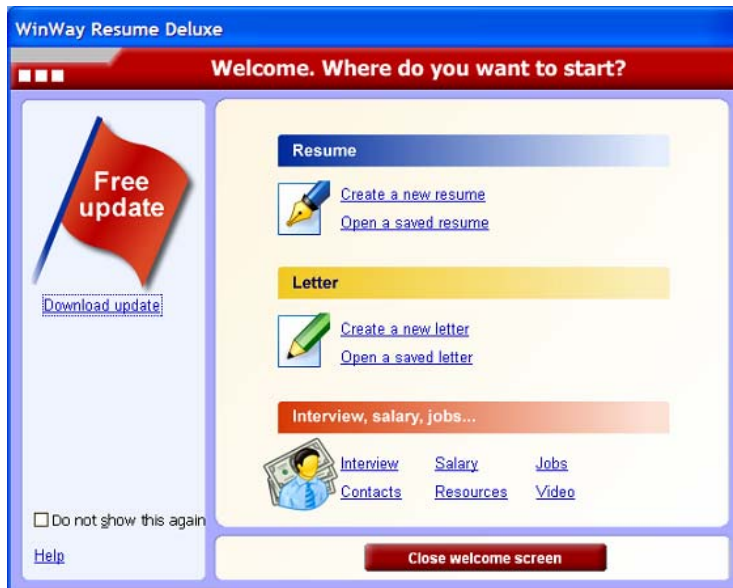 WinWay Resume Deluxe
Welcome. Where do you want to start?
Free
update
Download update
Do not show this again
Help
Resume
Create a new resume
Open a saved resume
Letter
Create a new letter
Open a saved letter
Interview, salary, jobs...
Interview Salary Jobs
Contacts Resources Video
Close welcome screen